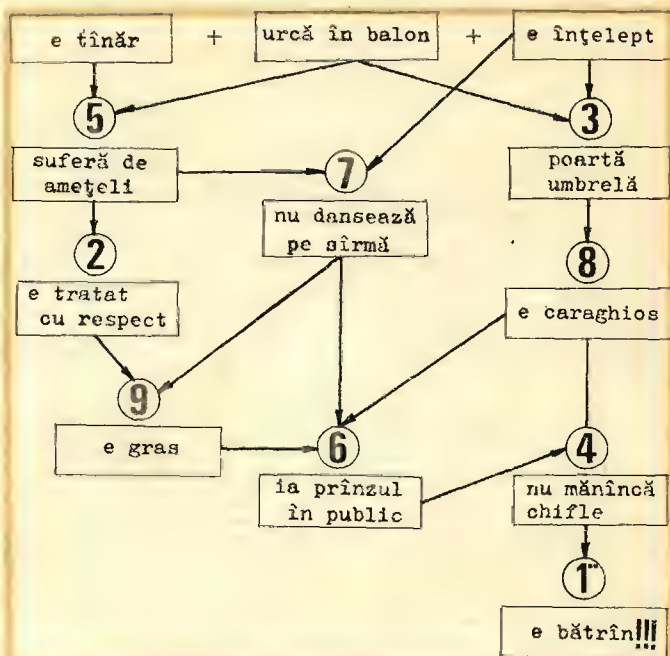 e tînăr + urcă în balon + e înţelept
5
3
suferă de
ameţeli
7
poartă
umbrelă
nu dansează
pe sîrmă
2
8
e tratat
cu respect
e caraghios
9
e gras
6
4
ia prînzul
în public
nu mănîncă
chifle
1
e bătrîn!!!